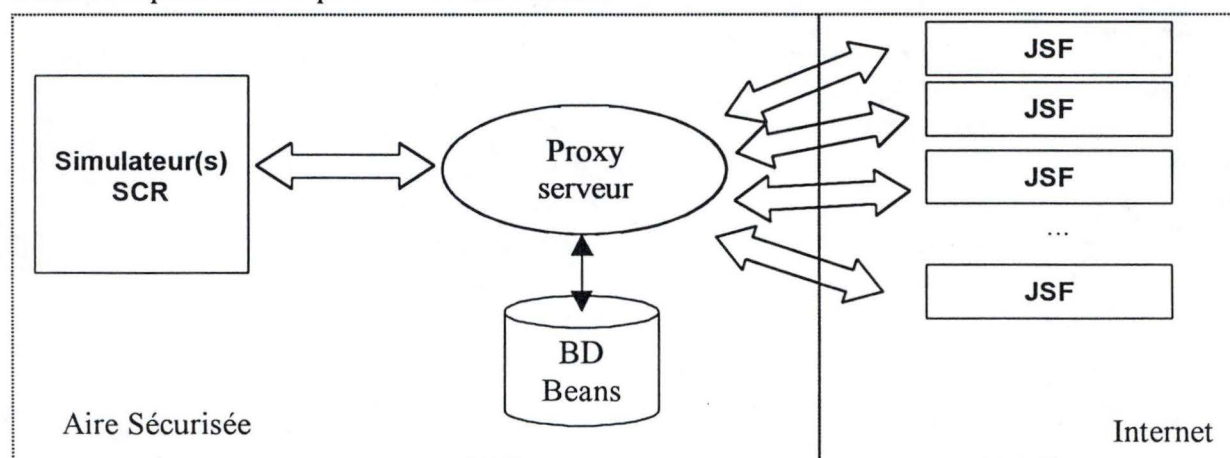 JSF
JSF
Simulateur(s)
SCR
Proxy
serveur
JSF
...
JSF
BD
Beans
Aire Sécurisée
Internet